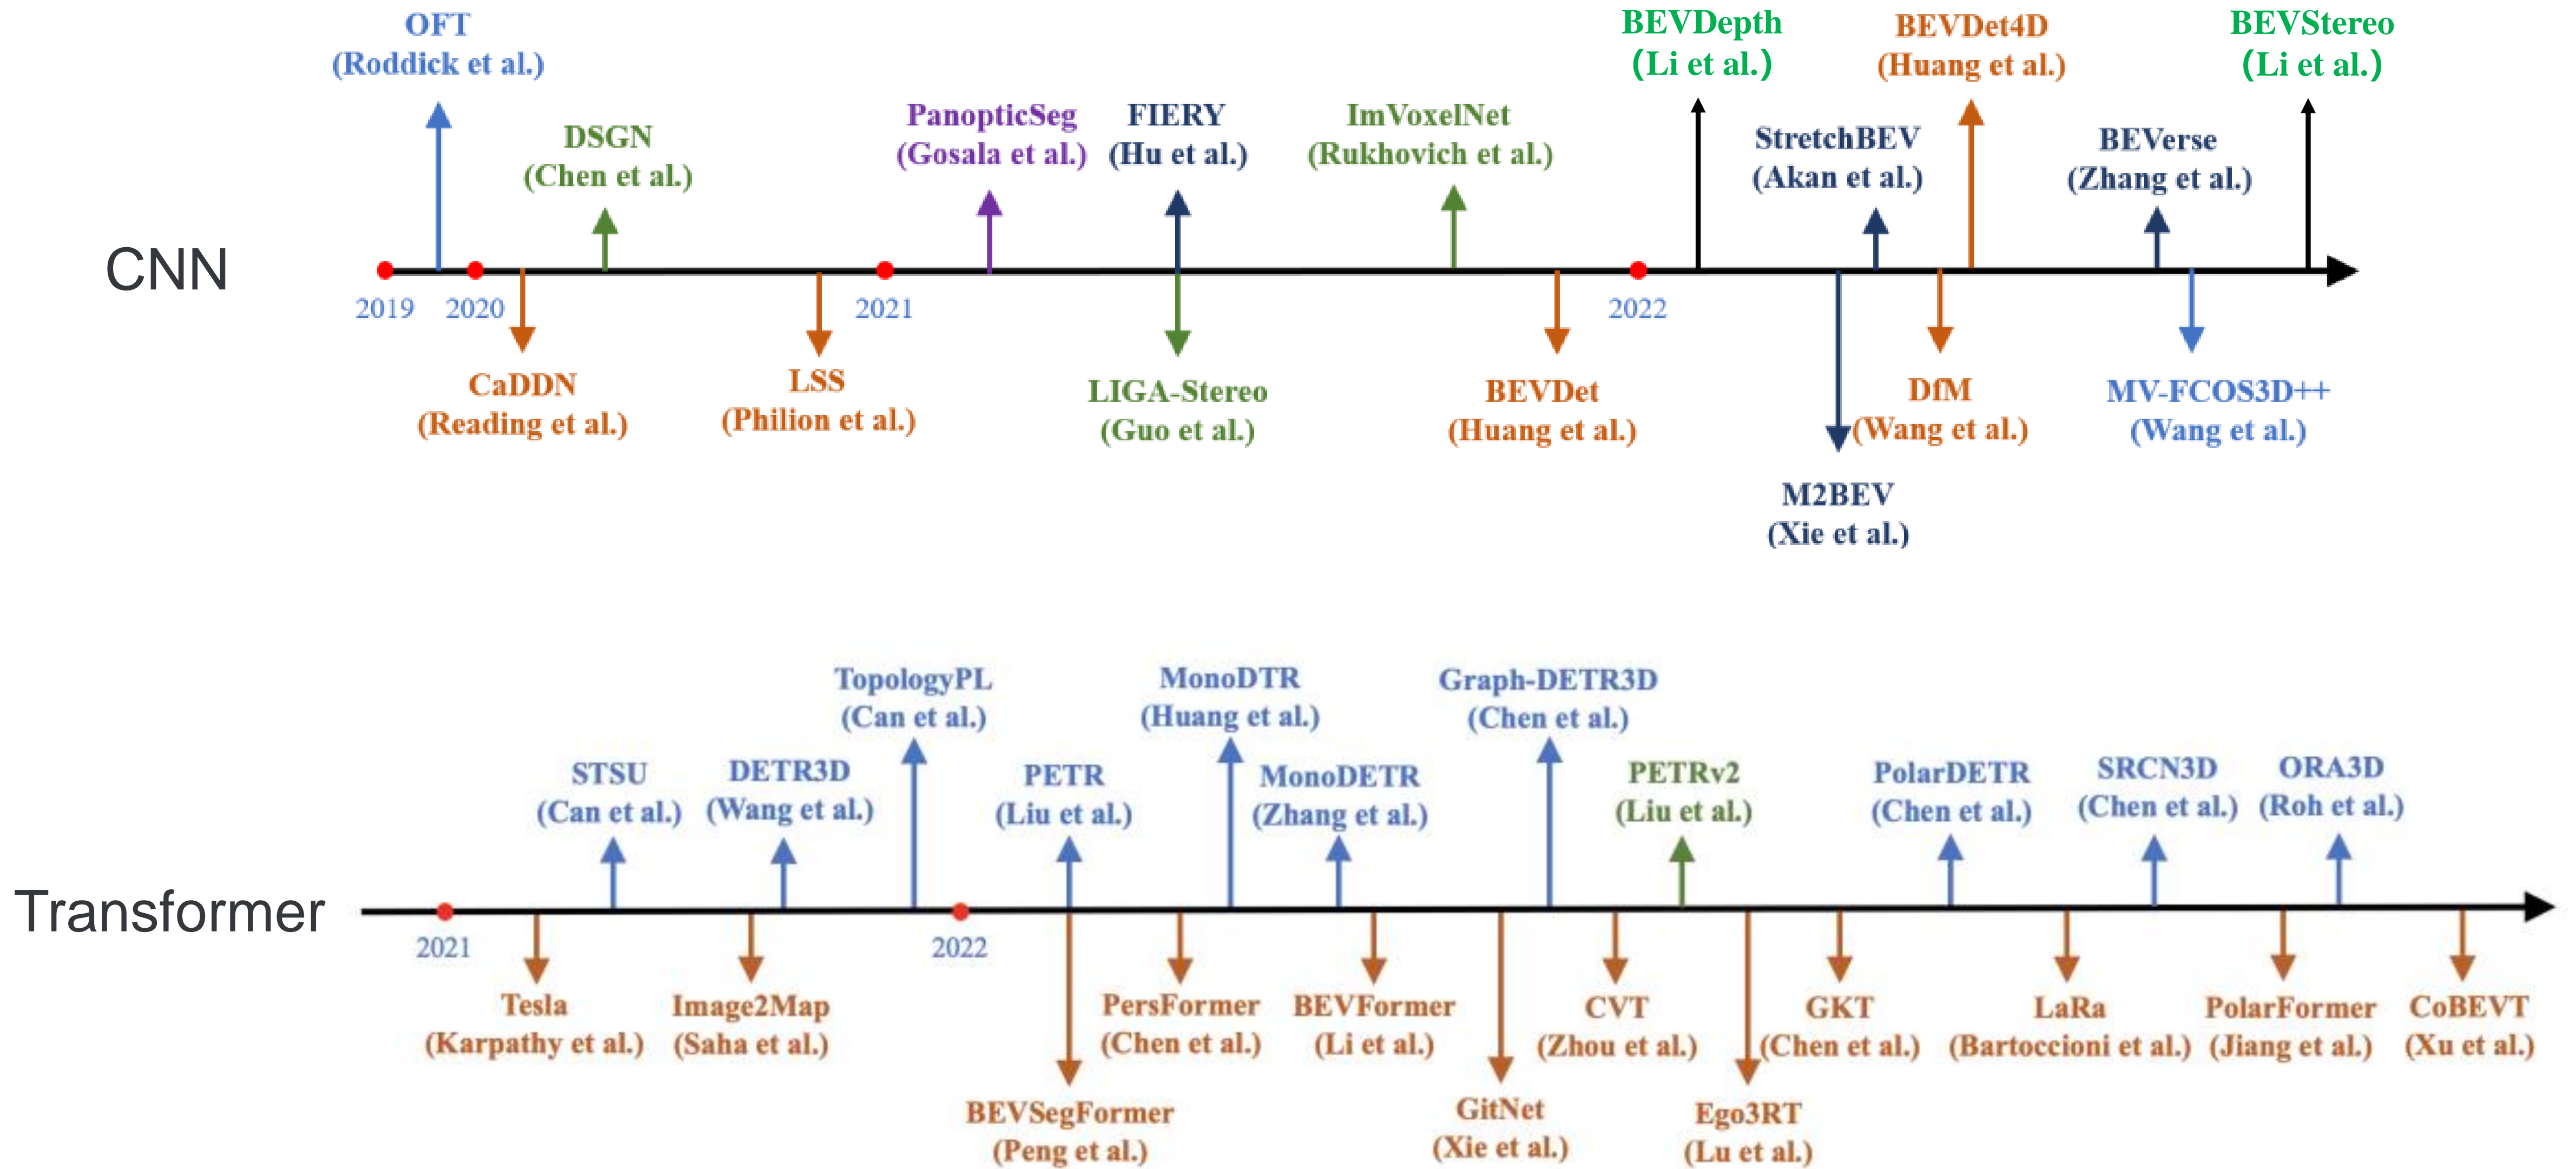 OFT
(Roddick et al.)
DSGN
(Chen et al.)
PanopticSeg
(Gosala et al.)
FIERY
(Hu et al.)
ImVoxelNet
(Rukhovich et al.)
BEVDepth
(Li et al.)
StretchBEV
(Akan et al.)
BEVDet4D
(Huang et al.)
BEVerse
(Zhang et al.)
BEVStereo
(Li et al.)
CNN
2019
2020
2021
2022
CaDDN
(Reading et al.)
LSS
(Philion et al.)
LIGA-Stereo
(Guo et al.)
BEVDet
(Huang et al.)
M2BEV
(Xie et al.)
DfM
(Wang et al.)
MV-FCOS3D++
(Wang et al.)
STSU
(Can et al.)
DETR3D
(Wang et al.)
TopologyPL
(Can et al.)
PETR
(Liu et al.)
MonoDTR
(Huang et al.)
MonoDETR
(Zhang et al.)
Graph-DETR3D
(Chen et al.)
PETRv2
(Liu et al.)
PolarDETR
(Chen et al.)
SRCN3D
(Chen et al.)
ORA3D
(Roh et al.)
Transformer
2021
2022
Tesla
(Karpathy et al.)
Image2Map
(Saha et al.)
BEVSegFormer
(Peng et al.)
PersFormer
(Chen et al.)
BEVFormer
(Li et al.)
GitNet
(Xie et al.)
CVT
(Zhou et al.)
Ego3RT
(Lu et al.)
GKT
(Chen et al.)
LaRa
(Bartoccioni et al.)
PolarFormer
(Jiang et al.)
CoBEVT
(Xu et al.)